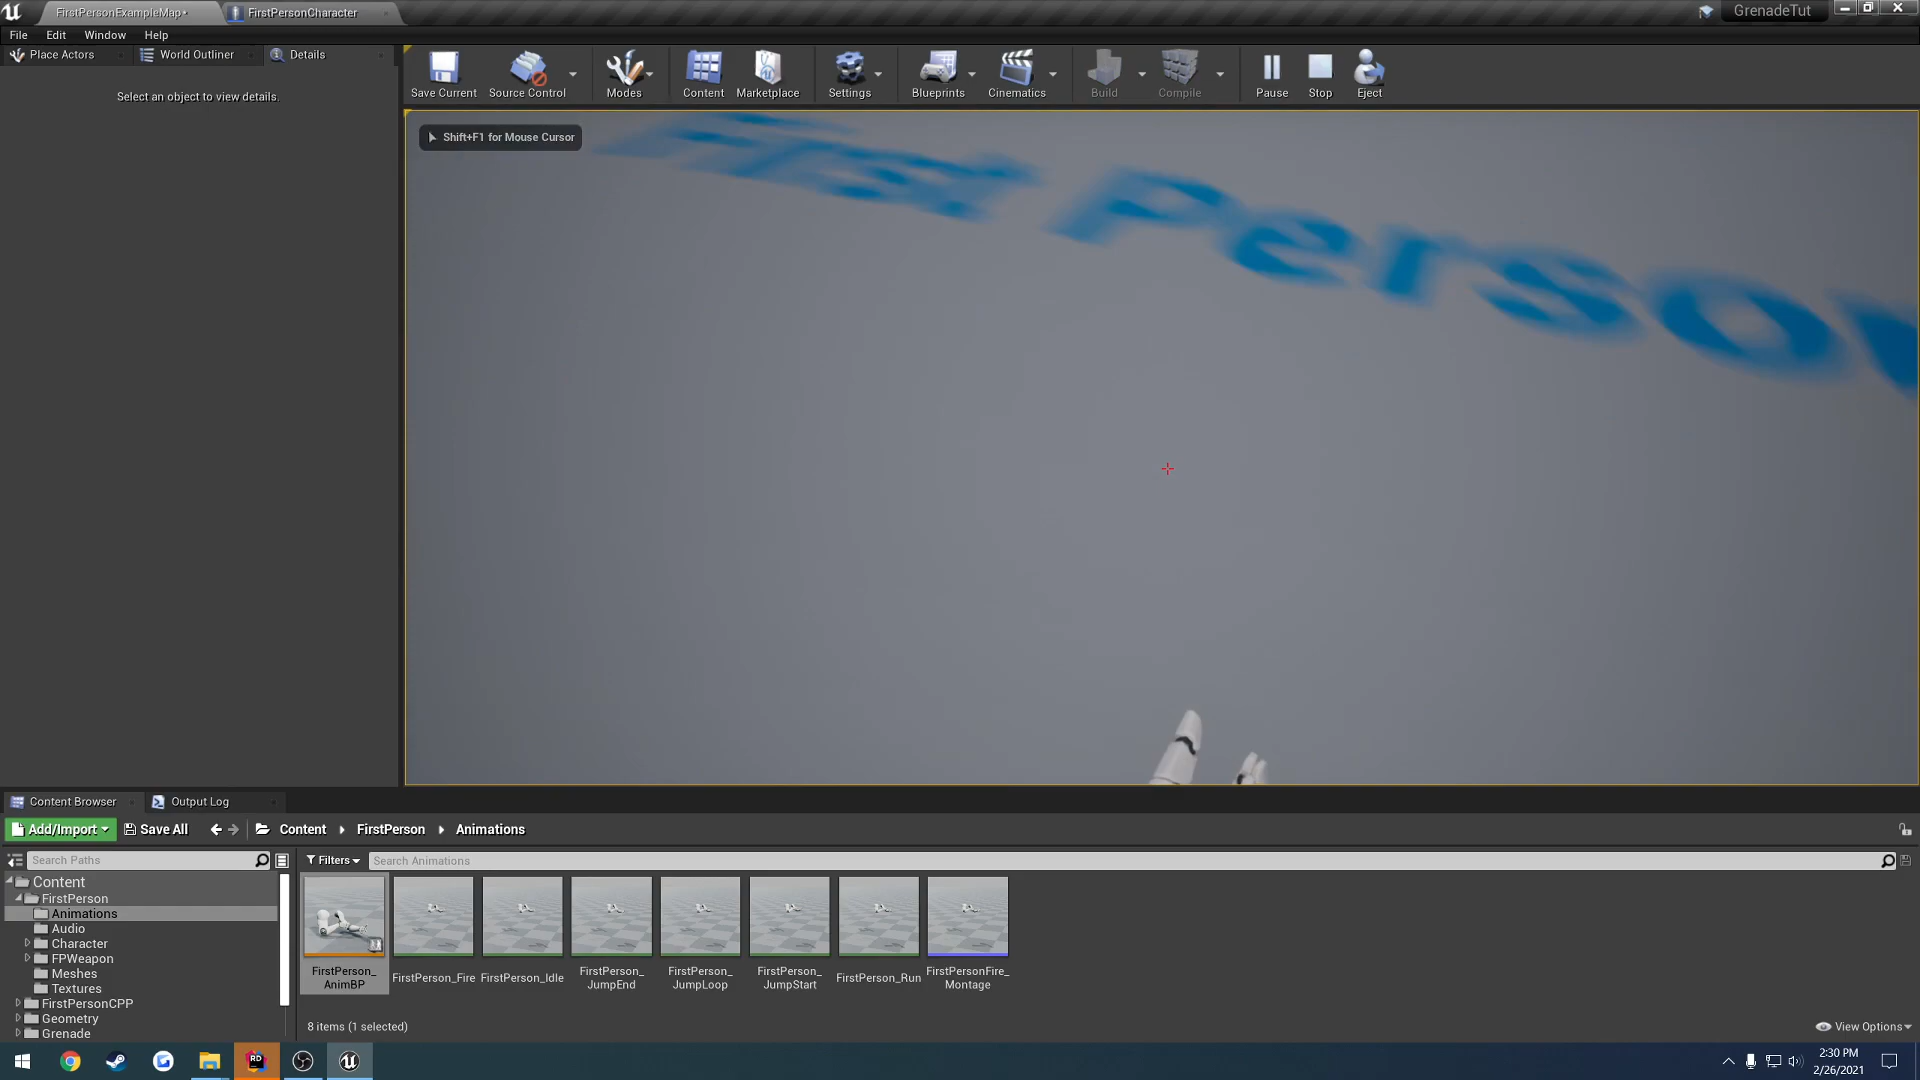 FirstPersonExampleMap*
FirstPersonCharacter
GrenadeTut
File Edit Window Help
Place Actors
World Outliner
Details
Select an object to view details.
Save Current
Source Control
Modes
Content
Marketplace
Settings
Blueprints
Cinematics
Build
Compile
Pause
Stop
Eject
Shift+F1 for Mouse Cursor
First Person
Content Browser
Output Log
Add/Import
Save All
Content
FirstPerson
Animations
Search Paths
Filters
Search Animations
Content
FirstPerson
Animations
Audio
Character
FPWeapon
Meshes
Textures
FirstPersonCPP
Geometry
Grenade
FirstPerson_
AnimBP
FirstPerson_Fire
FirstPerson_Idle
FirstPerson_
JumpEnd
FirstPerson_
JumpLoop
FirstPerson_
JumpStart
FirstPerson_Run
FirstPersonFire_
Montage
8 items (1 selected)
View Options
RD
2:30 PM
2/26/2021